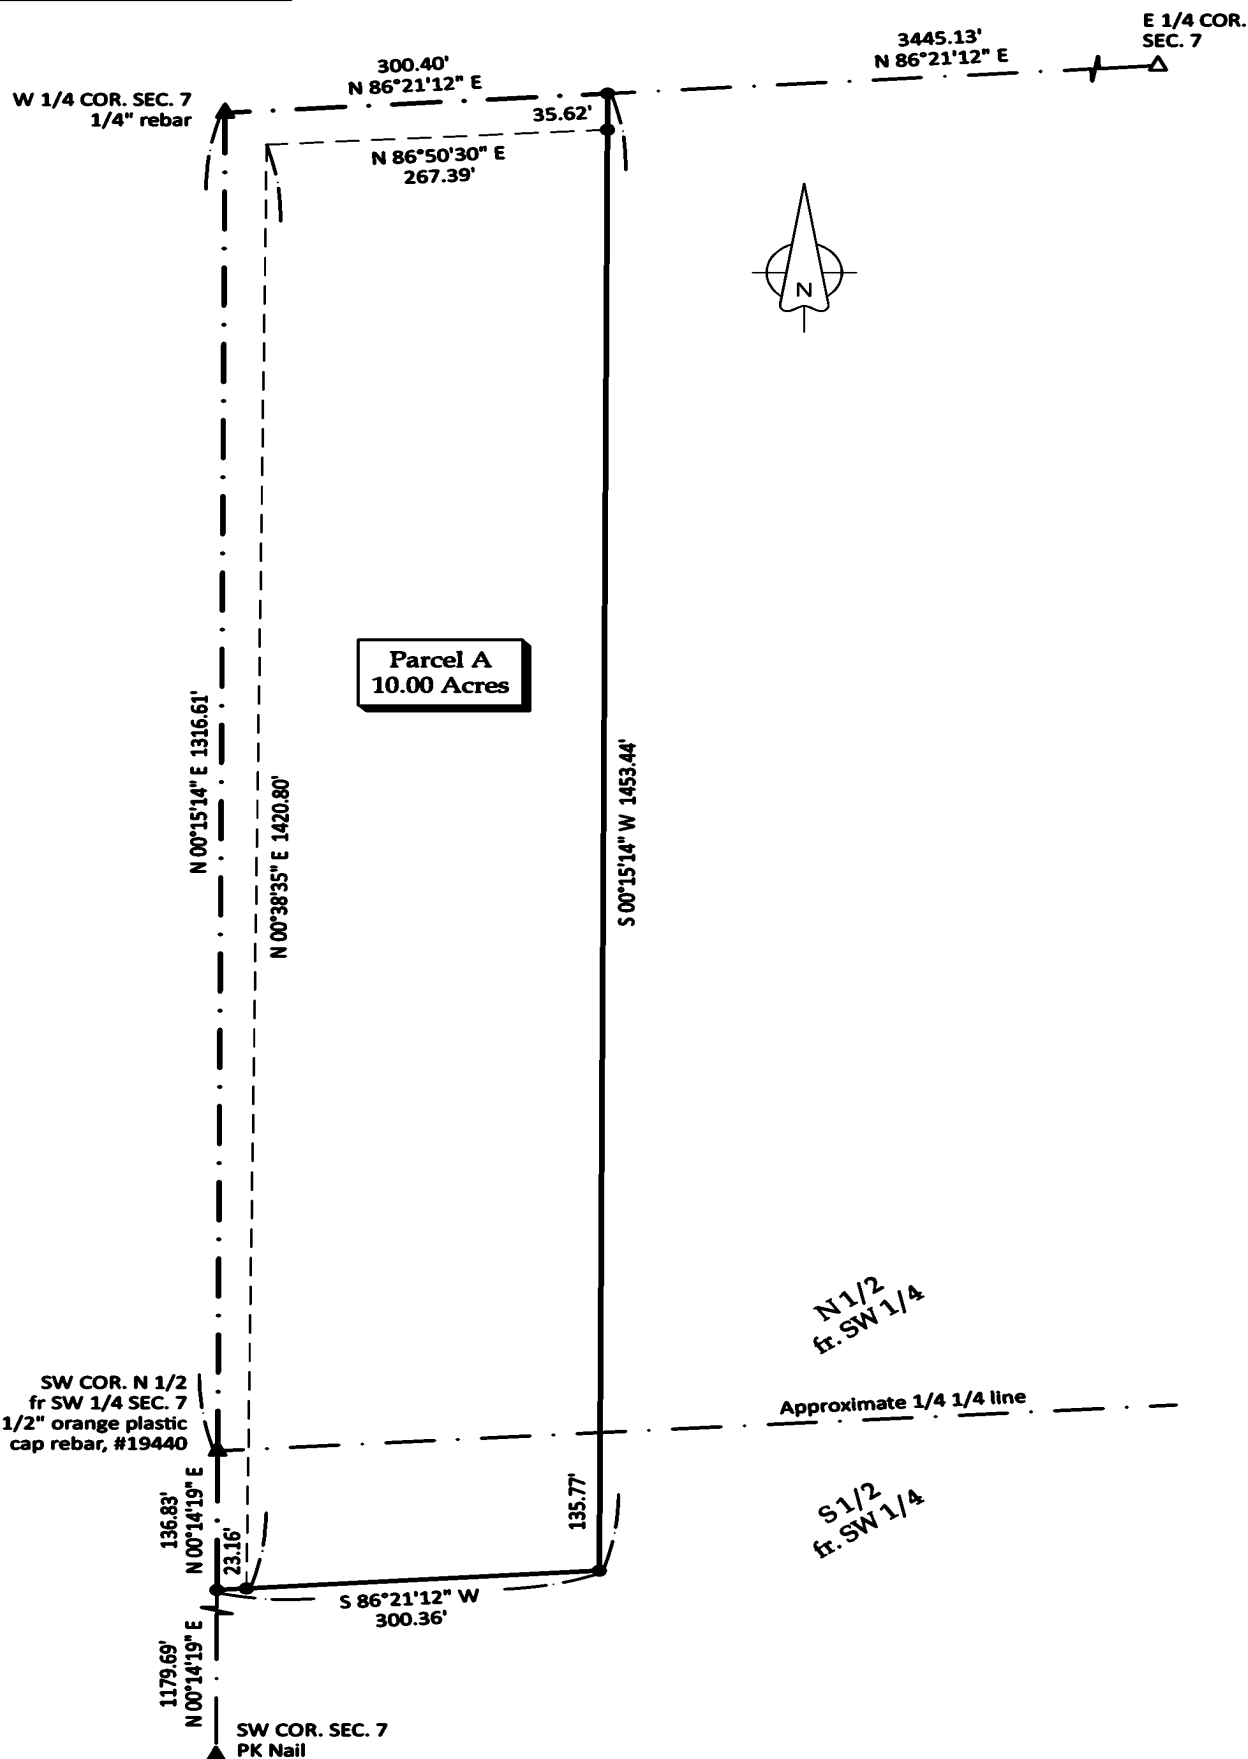 E 1/4 COR.
SEC. 7
3445.13'
N 86°21'12" E
300.40'
N 86°21'12" E
W 1/4 COR. SEC. 7
1/4" rebar
35.62'
N 86°50'30" E
267.39'
N
Parcel A
10.00 Acres
N 00°15'14" E 1316.61'
N 00°38'35" E 1420.80'
S 00°15'14" W 1453.44'
N 1/2
fr. SW 1/4
SW COR. N 1/2
fr SW 1/4 SEC. 7
1/2" orange plastic
cap rebar, #19440
Approximate 1/4 1/4 line
S 1/2
fr. SW 1/4
136.83'
N 00°14'19" E
23.16'
135.77'
S 86°21'12" W
300.36'
1179.69'
N 00°14'19" E
SW COR. SEC. 7
PK Nail